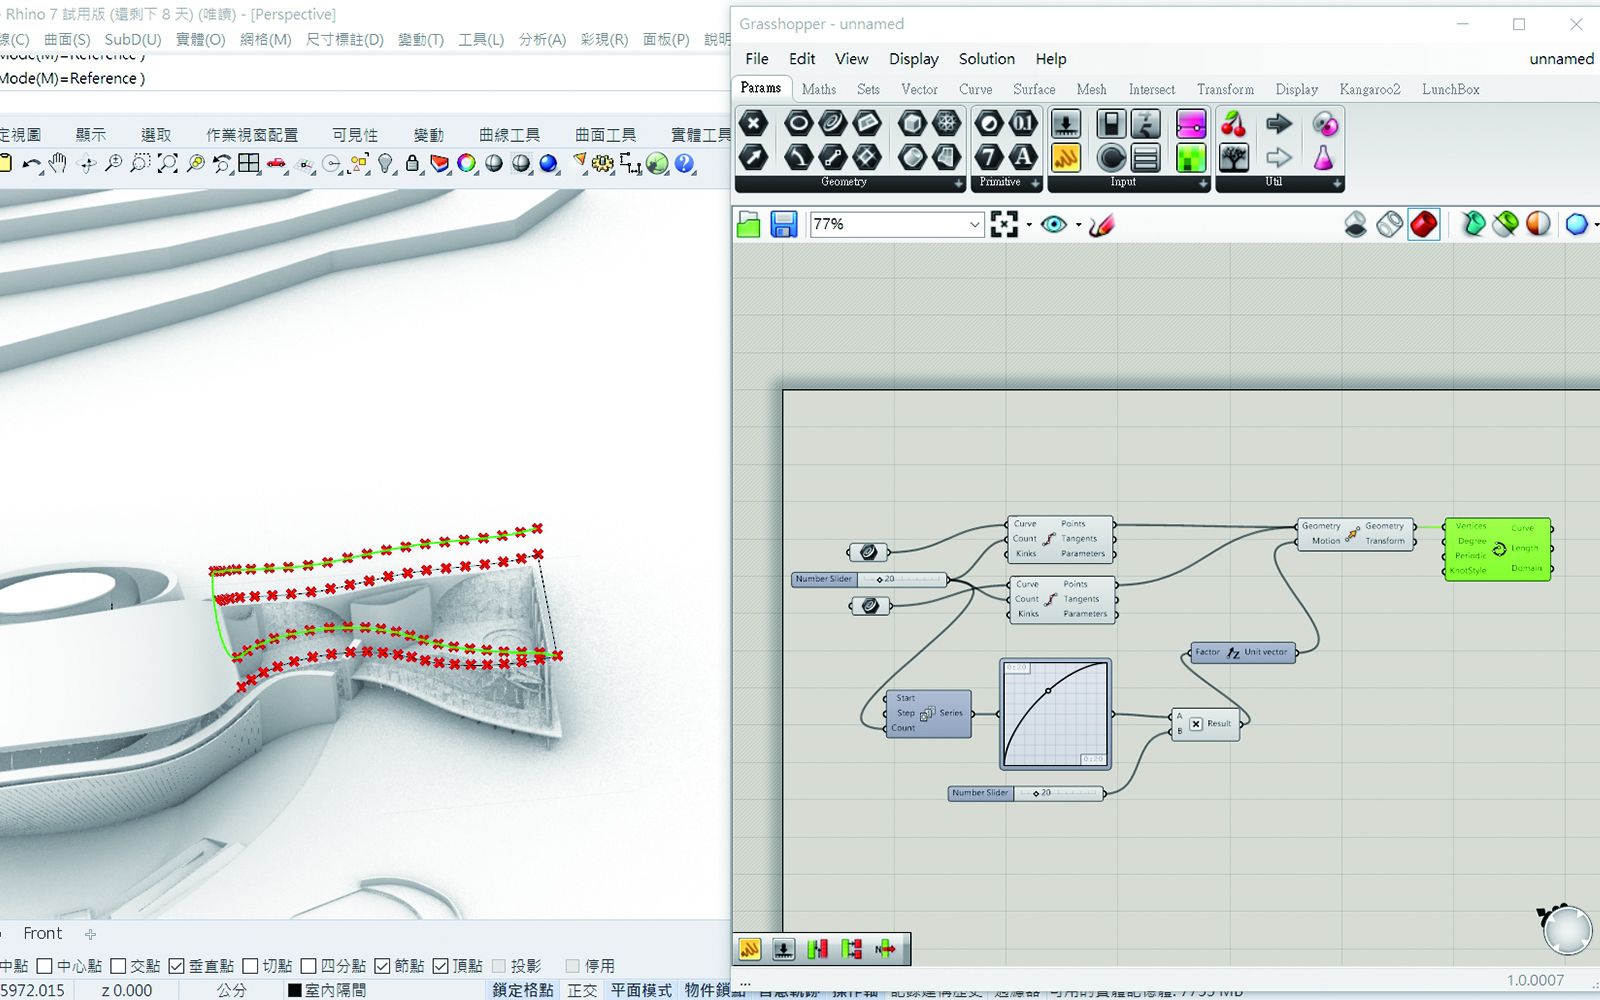 - Rhino 7 試用版 (還剩下 8 天) (唯讀) - [Perspective]
線(C) 曲面(S) SubD(U) 實體(O) 網格(M) 尺寸標註(D) 變動(T) 工具(L) 分析(A) 彩現(R) 面板(P) 說明
Mode(M)=Reference )
Mode(M)=Reference )
定視圖 顯示 選取 作業視窗配置 可見性 變動 曲線工具 曲面工具 實體工具
Front
中點 中心點 交點 垂直點 切點 四分點 節點 頂點 投影 停用
5972.015 z 0.000 公分 室內隔間 鎖定格點 正交 平面模式 物件鎖點
Grasshopper - unnamed
File Edit View Display Solution Help unnamed
Params Maths Sets Vector Curve Surface Mesh Intersect Transform Display Kangaroo2 LunchBox
Geometry Primitive Input Util
77%
Curve Points
Count Tangents
Kinks Parameters
Number Slider 20
Curve Points
Count Tangents
Kinks Parameters
Geometry Geometry
Motion Transform
Vertices Curve
Degree Length
Periodic
KnotStyle Domain
Factor Unit vector
Start
Step Series
Count
0:20
0:20
A
B Result
Number Slider 20
1.0.0007